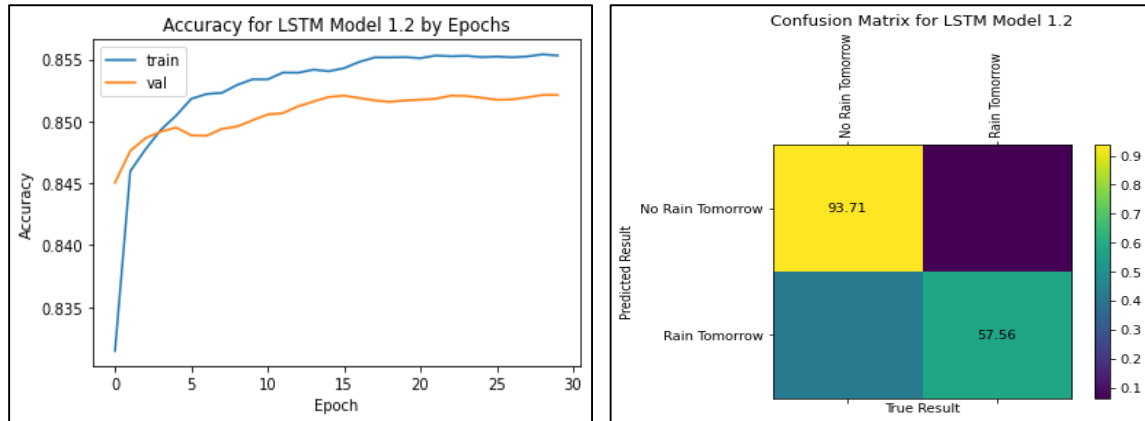 Accuracy for LSTM Model 1.2 by Epochs
train
val
0.855
0.850
0.845
0.840
0.835
Accuracy
0 5 10 15 20 25 30
Epoch
Confusion Matrix for LSTM Model 1.2
No Rain Tomorrow
Rain Tomorrow
No Rain Tomorrow
93.71
Rain Tomorrow
57.56
Predicted Result
True Result
0.9
0.8
0.7
0.6
0.5
0.4
0.3
0.2
0.1